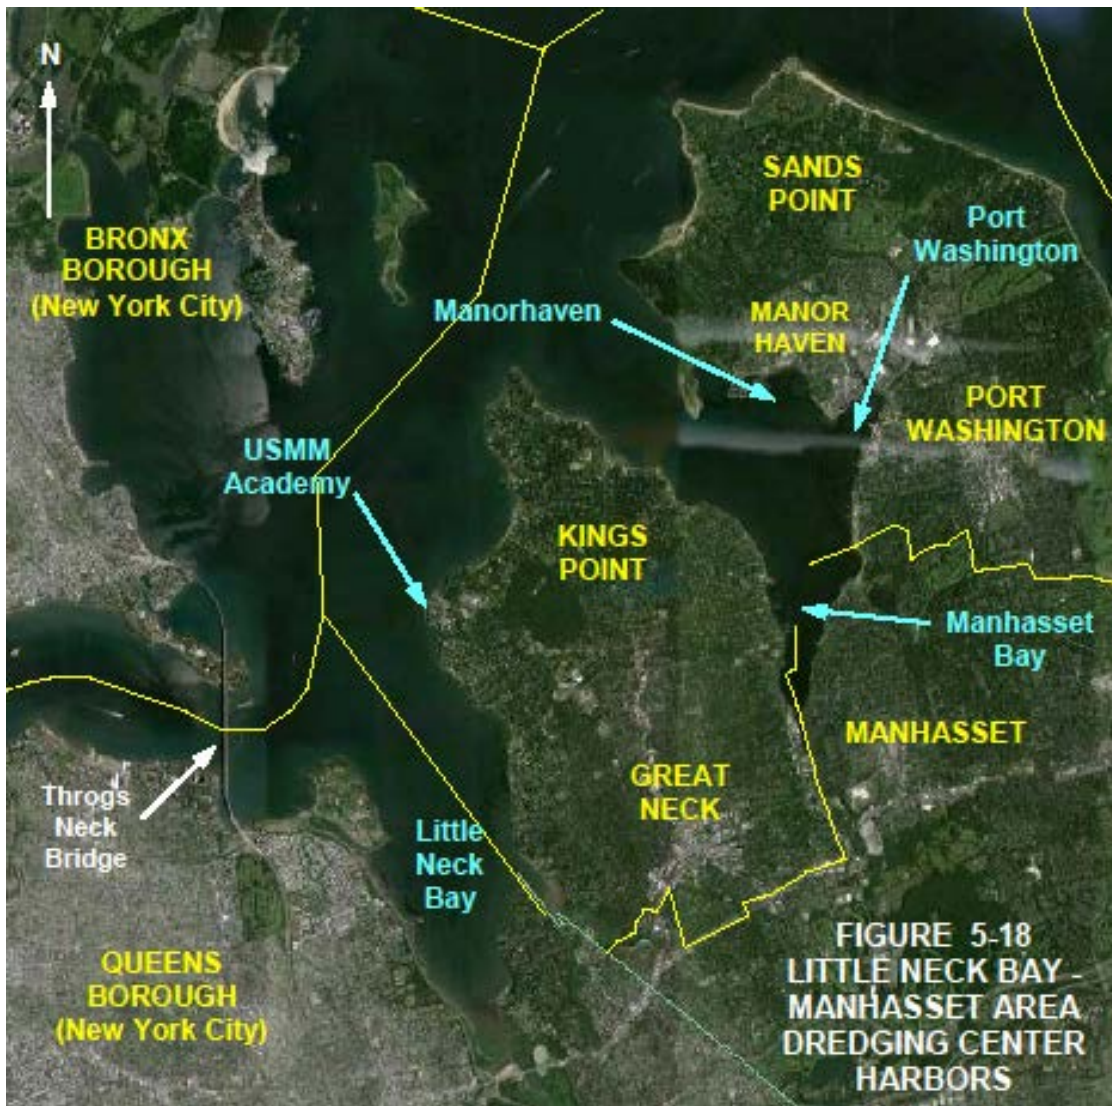 N
SANDS
POINT
Port
Washington
BRONX
BOROUGH
(New York City)
Manorhaven
MANOR
HAVEN
PORT
WASHINGTON
USMM
Academy
KINGS
POINT
Manhasset
Bay
MANHASSET
GREAT
NECK
Throgs
Neck
Bridge
Little
Neck
Bay
QUEENS
BOROUGH
(New York City)
FIGURE 5-18
LITTLE NECK BAY -
MANHASSET AREA
DREDGING CENTER
HARBORS